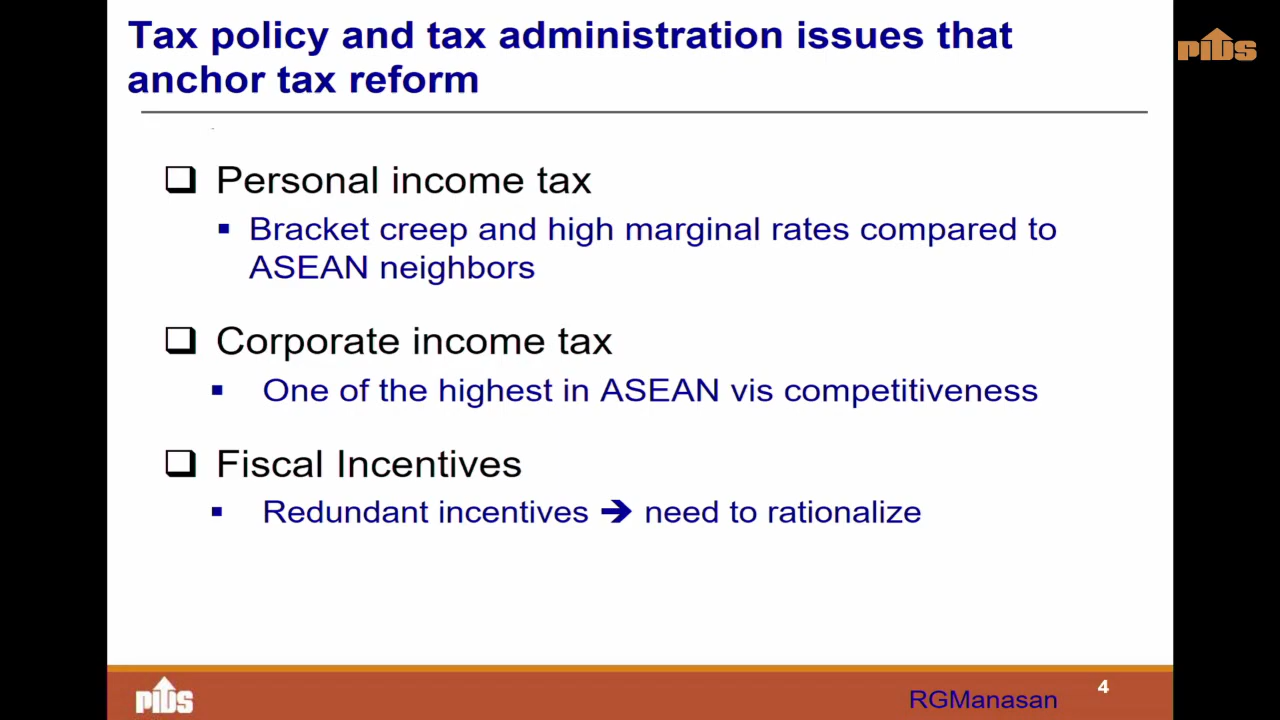 Tax policy and tax administration issues that
anchor tax reform
pids
Personal income tax
Bracket creep and high marginal rates compared to
ASEAN neighbors
Corporate income tax
One of the highest in ASEAN vis competitiveness
Fiscal Incentives
Redundant incentives ➔ need to rationalize
pids
RGManasan
4